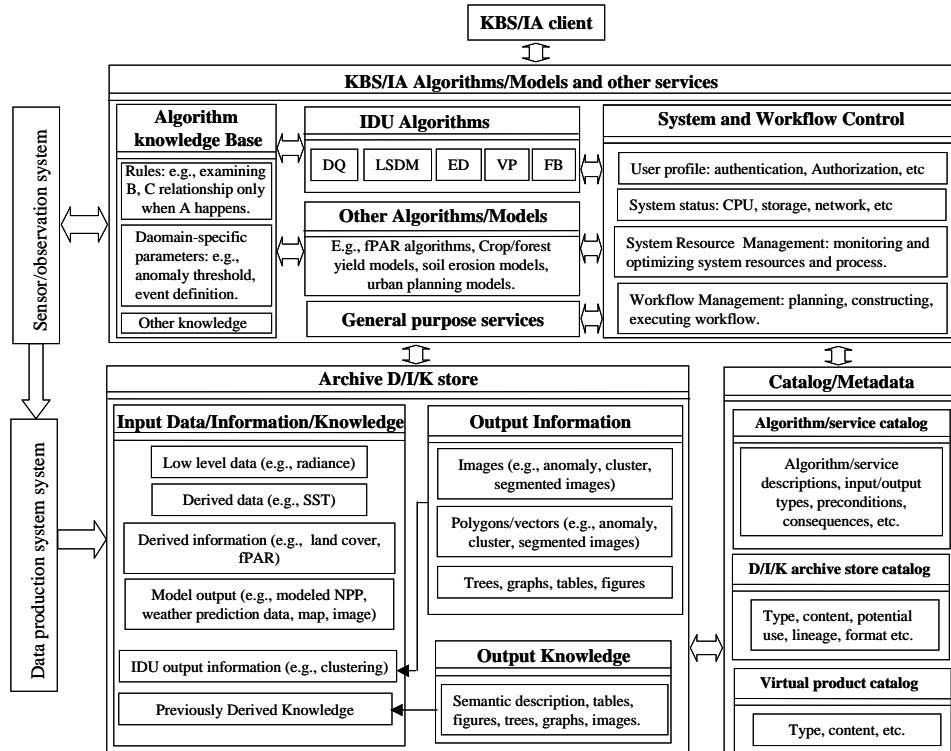 KBS/IA client
KBS/IA Algorithms/Models and other services
Sensor/observation system
Algorithm
knowledge Base
Rules: e.g., examining
B, C relationship only
when A happens.
Daomain-specific
parameters: e.g.,
anomaly threshold,
event definition.
Other knowledge
IDU Algorithms
DQ
LSDM
ED
VP
FB
Other Algorithms/Models
E.g., fPAR algorithms, Crop/forest
yield models, soil erosion models,
urban planning models.
General purpose services
System and Workflow Control
User profile: authentication, Authorization, etc
System status: CPU, storage, network, etc
System Resource Management: monitoring and
optimizing system resources and process.
Workflow Management: planning, constructing,
executing workflow.
Data production system system
Archive D/I/K store
Input Data/Information/Knowledge
Low level data (e.g., radiance)
Derived data (e.g., SST)
Derived information (e.g., land cover,
fPAR)
Model output (e.g., modeled NPP,
weather prediction data, map, image)
IDU output information (e.g., clustering)
Previously Derived Knowledge
Output Information
Images (e.g., anomaly, cluster,
segmented images)
Polygons/vectors (e.g., anomaly,
cluster, segmented images)
Trees, graphs, tables, figures
Output Knowledge
Semantic description, tables,
figures, trees, graphs, images.
Catalog/Metadata
Algorithm/service catalog
Algorithm/service
descriptions, input/output
types, preconditions,
consequences, etc.
D/I/K archive store catalog
Type, content, potential
use, lineage, format etc.
Virtual product catalog
Type, content, etc.